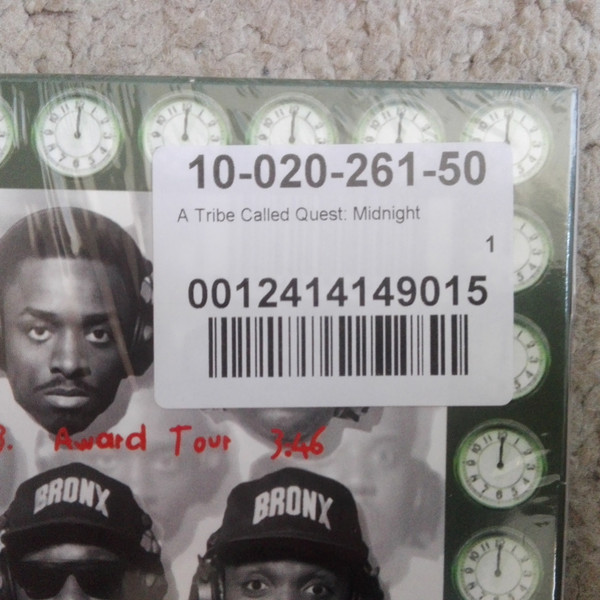 10-020-261-50
A Tribe Called Quest: Midnight
1
0012414149015
3. Award Tour 3.46
BRONX
BRONX